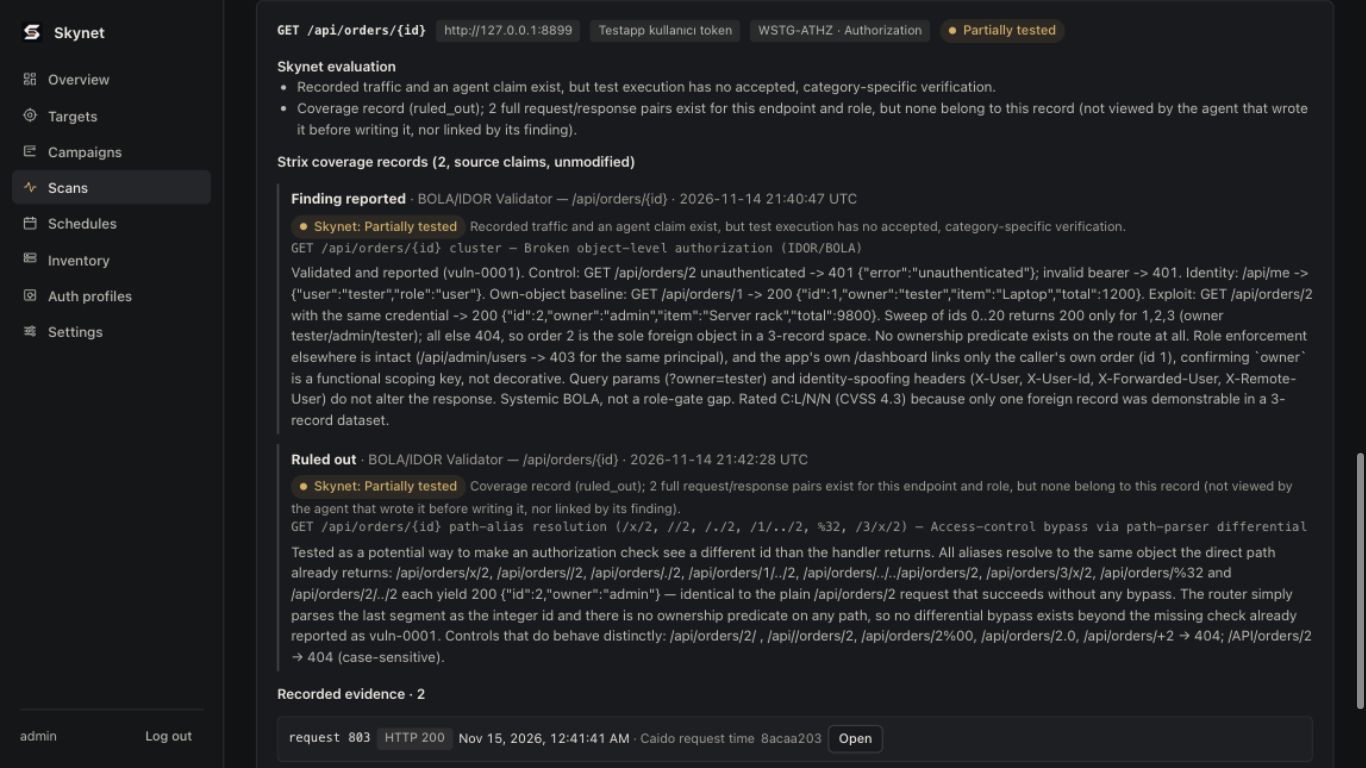 Skynet
Overview
Targets
Campaigns
Scans
Schedules
Inventory
Auth profiles
Settings
admin
Log out
GET /api/orders/{id}
http://127.0.0.1:8899
Testapp kullanıcı token
WSTG-ATHZ · Authorization
Partially tested
Skynet evaluation
Recorded traffic and an agent claim exist, but test execution has no accepted, category-specific verification.
Coverage record (ruled_out); 2 full request/response pairs exist for this endpoint and role, but none belong to this record (not viewed by the agent that wrote
it before writing it, nor linked by its finding).
Strix coverage records (2, source claims, unmodified)
Finding reported · BOLA/IDOR Validator — /api/orders/{id} · 2026-11-14 21:40:47 UTC
Skynet: Partially tested Recorded traffic and an agent claim exist, but test execution has no accepted, category-specific verification.
GET /api/orders/{id} cluster — Broken object-level authorization (IDOR/BOLA)
Validated and reported (vuln-0001). Control: GET /api/orders/2 unauthenticated -> 401 {"error":"unauthenticated"}; invalid bearer -> 401. Identity: /api/me ->
{"user":"tester","role":"user"}. Own-object baseline: GET /api/orders/1 -> 200 {"id":1,"owner":"tester","item":"Laptop","total":1200}. Exploit: GET /api/orders/2
with the same credential -> 200 {"id":2,"owner":"admin","item":"Server rack","total":9800}. Sweep of ids 0..20 returns 200 only for 1,2,3 (owner
tester/admin/tester); all else 404, so order 2 is the sole foreign object in a 3-record space. No ownership predicate exists on the route at all. Role enforcement
elsewhere is intact (/api/admin/users -> 403 for the same principal), and the app's own /dashboard links only the caller's own order (id 1), confirming `owner`
is a functional scoping key, not decorative. Query params (?owner=tester) and identity-spoofing headers (X-User, X-User-Id, X-Forwarded-User, X-Remote-
User) do not alter the response. Systemic BOLA, not a role-gate gap. Rated C:L/N/N (CVSS 4.3) because only one foreign record was demonstrable in a 3-
record dataset.
Ruled out · BOLA/IDOR Validator — /api/orders/{id} · 2026-11-14 21:42:28 UTC
Skynet: Partially tested Coverage record (ruled_out); 2 full request/response pairs exist for this endpoint and role, but none belong to this record (not viewed by
the agent that wrote it before writing it, nor linked by its finding).
GET /api/orders/{id} path-alias resolution (/x/2, //2, /./2, /1/../2, %32, /3/x/2) — Access-control bypass via path-parser differential
Tested as a potential way to make an authorization check see a different id than the handler returns. All aliases resolve to the same object the direct path
already returns: /api/orders/x/2, /api/orders//2, /api/orders/./2, /api/orders/1/../2, /api/orders/../../api/orders/2, /api/orders/3/x/2, /api/orders/%32 and
/api/orders/2/../2 each yield 200 {"id":2,"owner":"admin"} — identical to the plain /api/orders/2 request that succeeds without any bypass. The router simply
parses the last segment as the integer id and there is no ownership predicate on any path, so no differential bypass exists beyond the missing check already
reported as vuln-0001. Controls that do behave distinctly: /api/orders/2/ , /api//orders/2, /api/orders/2%00, /api/orders/2.0, /api/orders/+2 → 404; /API/orders/2
→ 404 (case-sensitive).
Recorded evidence · 2
request 803
HTTP 200
Nov 15, 2026, 12:41:41 AM · Caido request time 8acaa203
Open